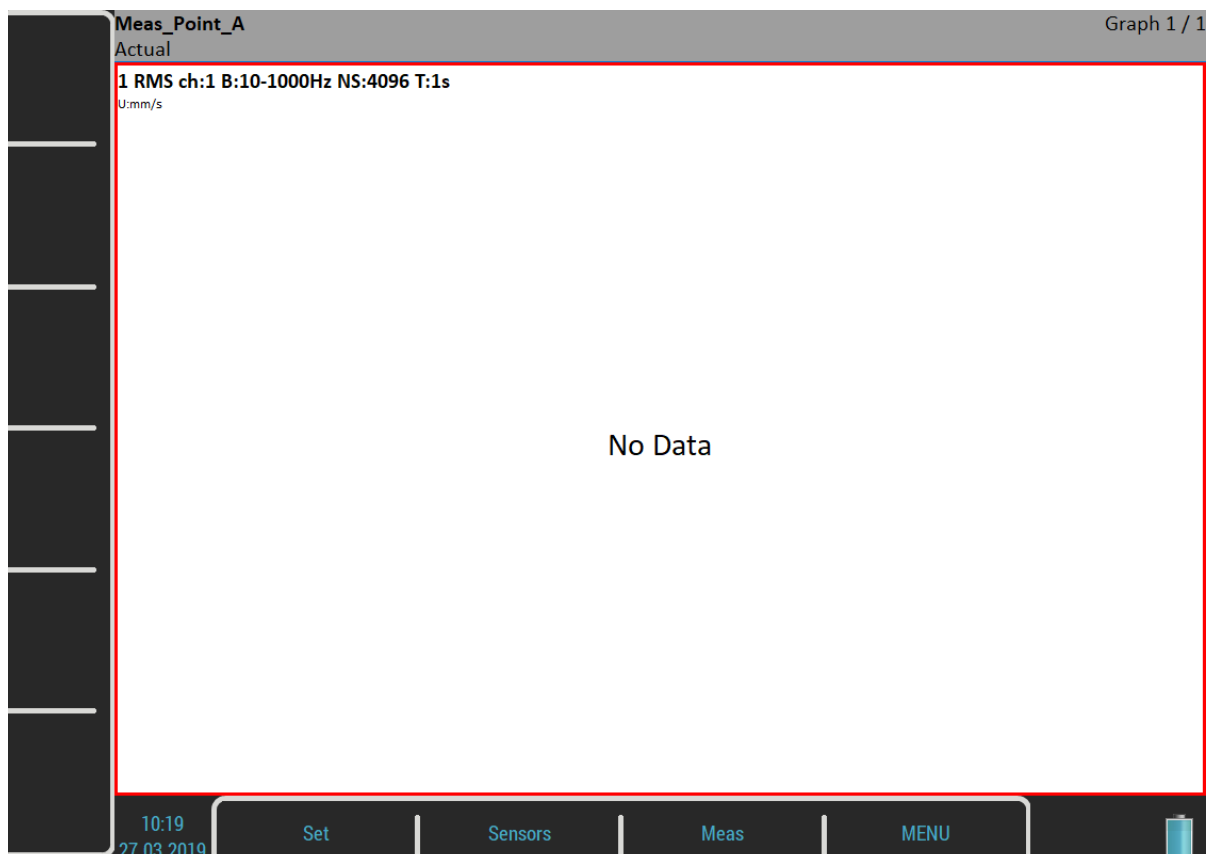 Meas_Point_A
Graph 1 / 1
Actual
1 RMS ch:1 B:10-1000Hz NS:4096 T:1s
U:mm/s
No Data
10:19
27.03.2019
Set
Sensors
Meas
MENU